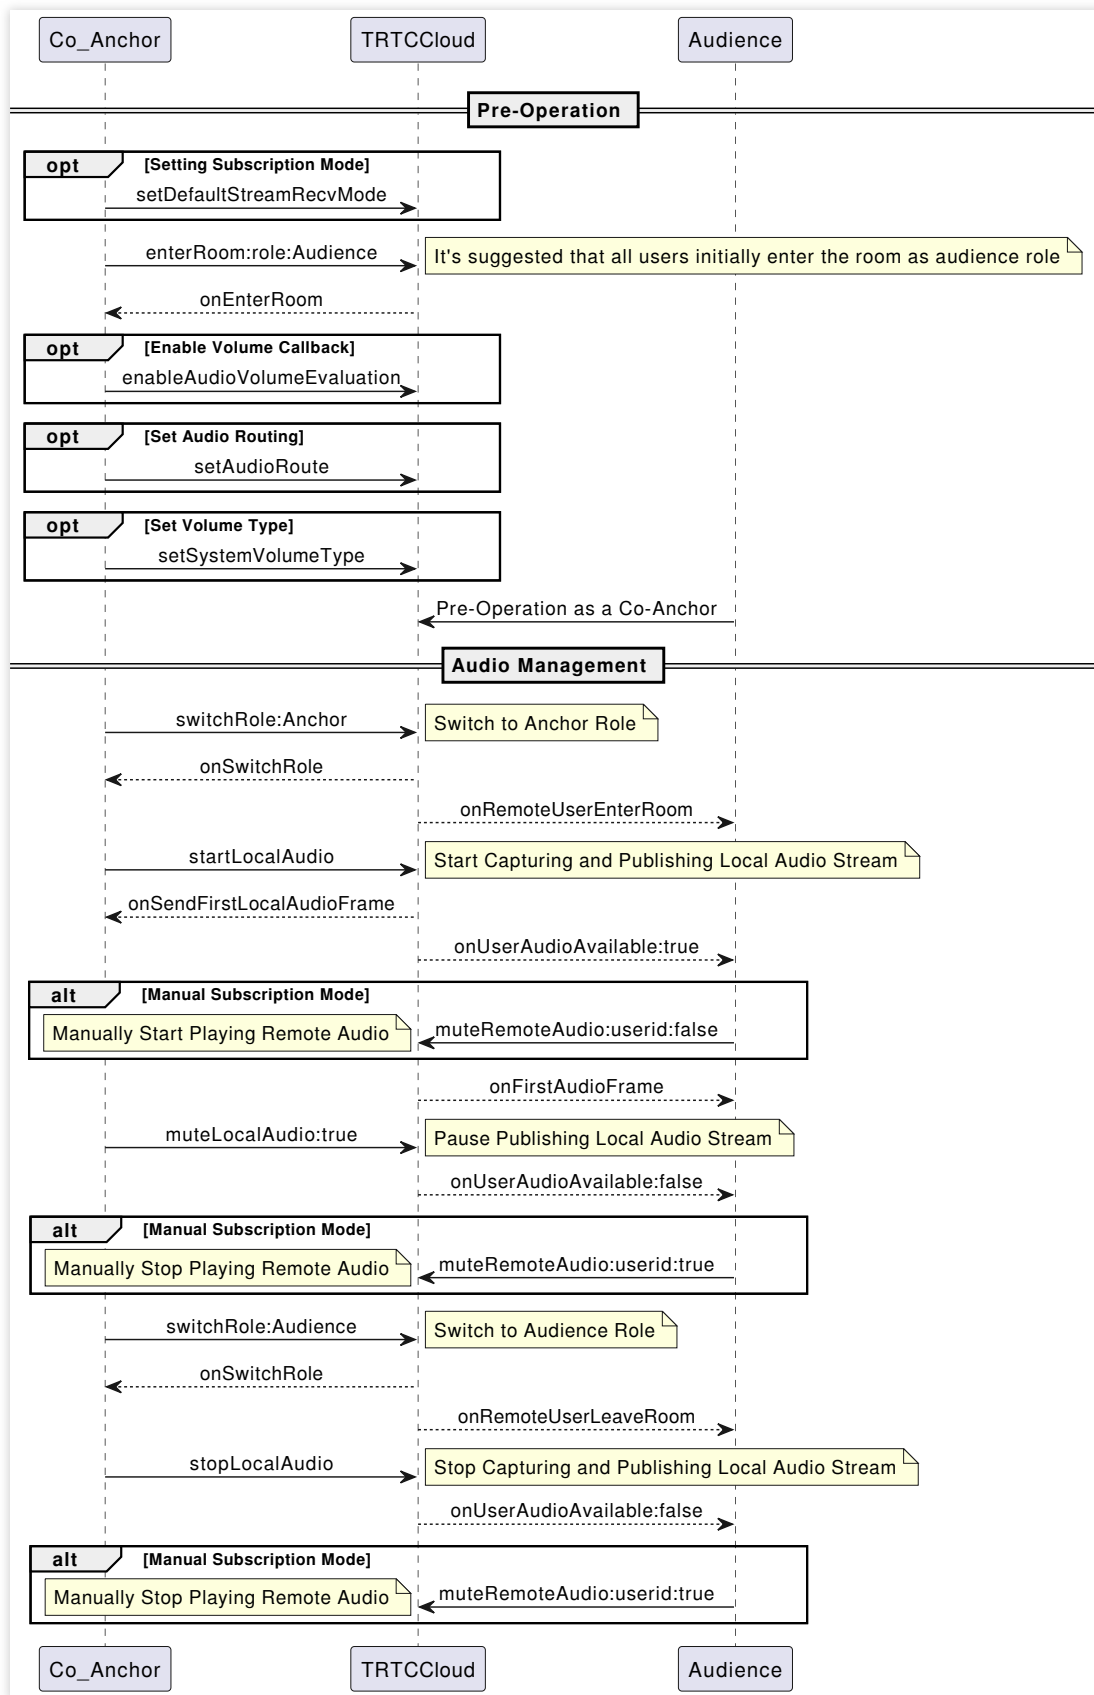 Co_Anchor
TRTCCloud
Audience
Pre-Operation
opt
[Setting Subscription Mode]
setDefaultStreamRecvMode
enterRoom:role:Audience
It's suggested that all users initially enter the room as audience role
onEnterRoom
opt
[Enable Volume Callback]
enableAudioVolumeEvaluation
opt
[Set Audio Routing]
setAudioRoute
opt
[Set Volume Type]
setSystemVolumeType
Pre-Operation as a Co-Anchor
Audio Management
switchRole:Anchor
Switch to Anchor Role
onSwitchRole
onRemoteUserEnterRoom
startLocalAudio
Start Capturing and Publishing Local Audio Stream
onSendFirstLocalAudioFrame
onUserAudioAvailable:true
alt
[Manual Subscription Mode]
Manually Start Playing Remote Audio
muteRemoteAudio:userid:false
onFirstAudioFrame
muteLocalAudio:true
Pause Publishing Local Audio Stream
onUserAudioAvailable:false
alt
[Manual Subscription Mode]
Manually Stop Playing Remote Audio
muteRemoteAudio:userid:true
switchRole:Audience
Switch to Audience Role
onSwitchRole
onRemoteUserLeaveRoom
stopLocalAudio
Stop Capturing and Publishing Local Audio Stream
onUserAudioAvailable:false
alt
[Manual Subscription Mode]
Manually Stop Playing Remote Audio
muteRemoteAudio:userid:true
Co_Anchor
TRTCCloud
Audience